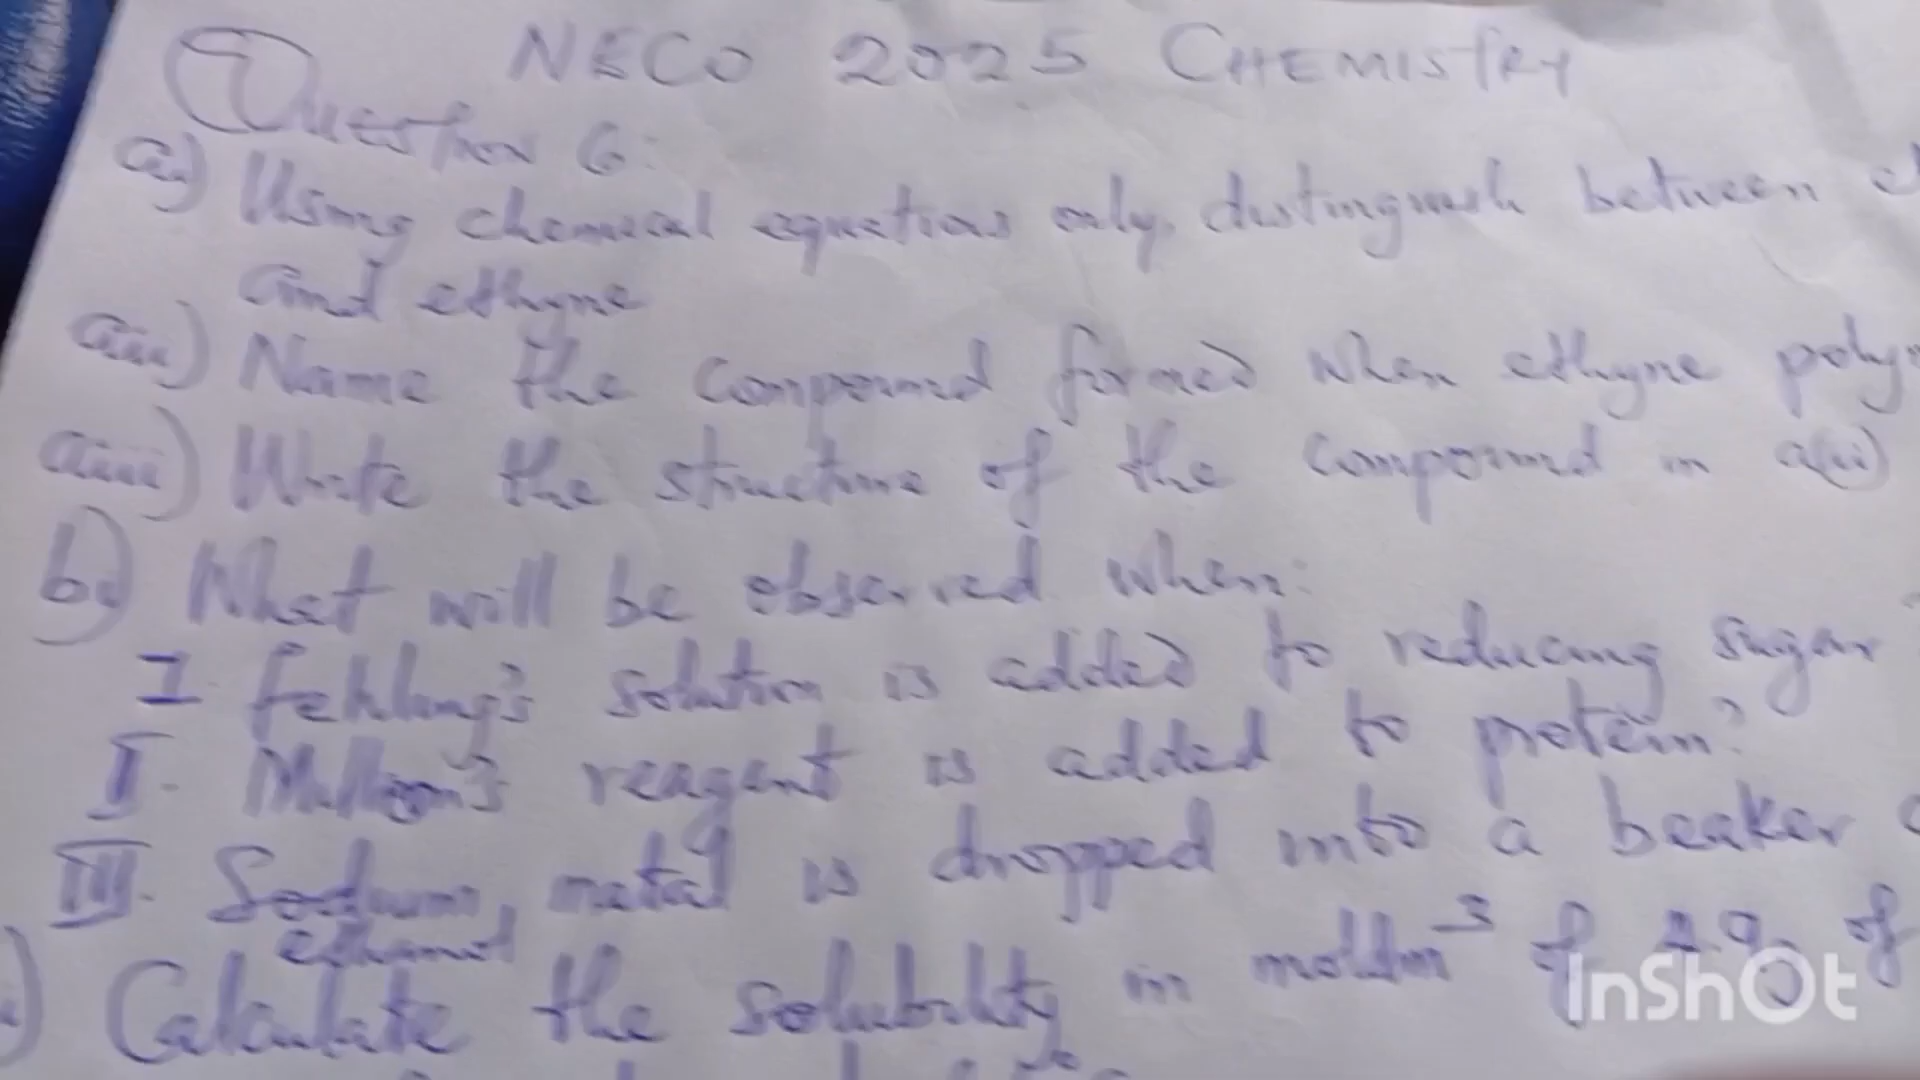 NECO 2025 CHEMISTRY
Question 6:
ai) Using chemical equations only, distinguish between
and ethyne
aii) Name the compound formed when ethyne
aiii) Write the structure of the compound in a(ii)
bi) What will be observed when:
I. Fehling's solution is added to reducing sugar
II. Millon's reagent is added to protein?
III. Sodium metal is dropped into a beaker
ethanol
Calculate the solubility in moldm⁻³ of of
InShOt